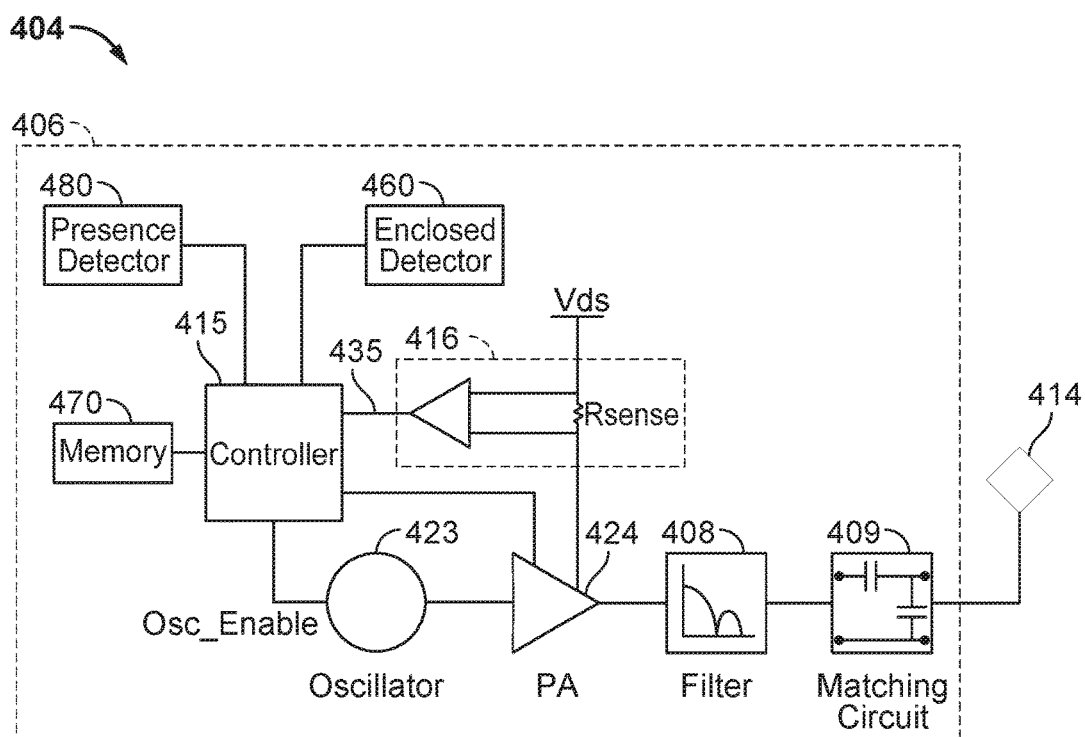 404
406
480
460
Presence
Detector
Enclosed
Detector
Vds
415
435
416
414
470
Rsense
Memory
Controller
423
424
408
409
Osc_Enable
Oscillator
PA
Filter
Matching
Circuit